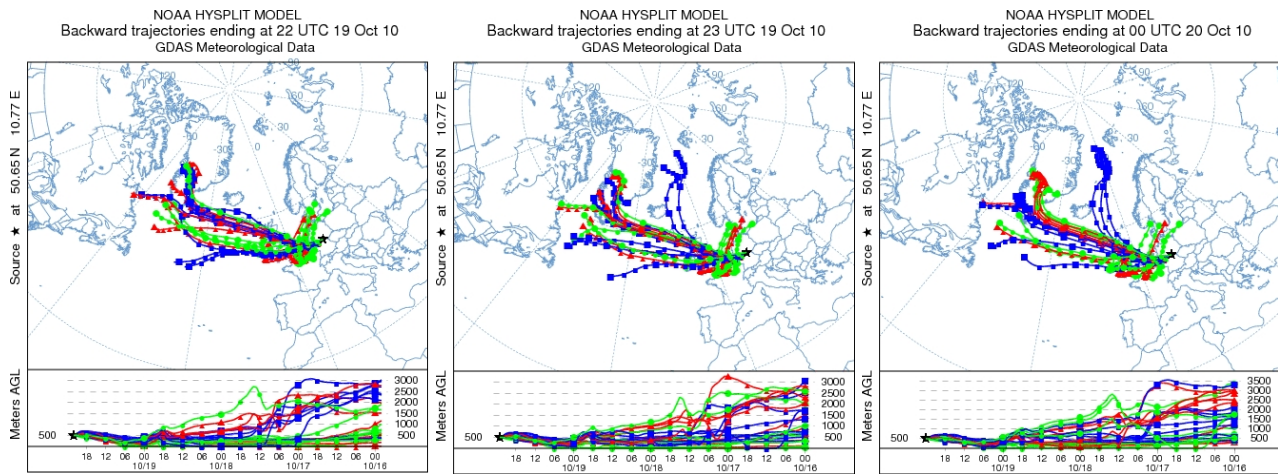 NOAA HYSPLIT MODEL
Backward trajectories ending at 22 UTC 19 Oct 10
GDAS Meteorological Data
Source ★ at 50.65 N 10.77 E
Meters AGL
500
3000
2500
2000
1500
1000
500
18 12 06 00 18 12 06 00 18 12 06 00 18 12 06 00
10/19 10/18 10/17 10/16
NOAA HYSPLIT MODEL
Backward trajectories ending at 23 UTC 19 Oct 10
GDAS Meteorological Data
Source ★ at 50.65 N 10.77 E
Meters AGL
500
3000
2500
2000
1500
1000
500
18 12 06 00 18 12 06 00 18 12 06 00 18 12 06 00
10/19 10/18 10/17 10/16
NOAA HYSPLIT MODEL
Backward trajectories ending at 00 UTC 20 Oct 10
GDAS Meteorological Data
Source ★ at 50.65 N 10.77 E
Meters AGL
500
3500
3000
2500
2000
1500
1000
500
18 12 06 00 18 12 06 00 18 12 06 00 18 12 06 00
10/19 10/18 10/17 10/16